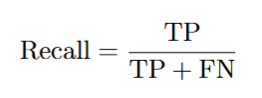 Recall = TP / TP + FN